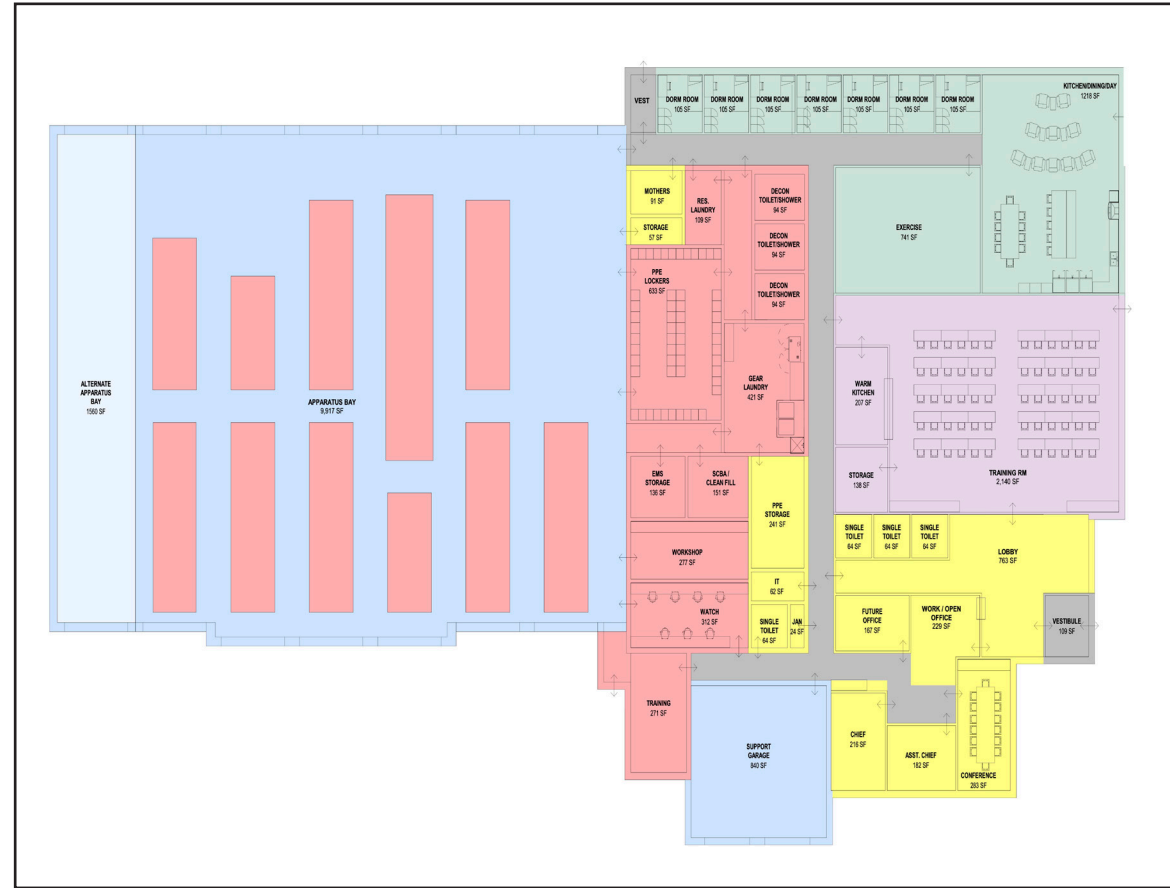 VEST
DORM ROOM
105 SF
DORM ROOM
105 SF
DORM ROOM
105 SF
DORM ROOM
105 SF
DORM ROOM
105 SF
DORM ROOM
105 SF
DORM ROOM
105 SF
KITCHEN/DINING/DAY
1218 SF
MOTHERS
91 SF
STORAGE
57 SF
RES.
LAUNDRY
109 SF
DECON
TOILET/SHOWER
94 SF
DECON
TOILET/SHOWER
94 SF
DECON
TOILET/SHOWER
94 SF
EXERCISE
741 SF
PPE
LOCKERS
633 SF
GEAR
LAUNDRY
421 SF
ALTERNATE
APPARATUS
BAY
1560 SF
APPARATUS BAY
9,917 SF
WARM
KITCHEN
207 SF
STORAGE
138 SF
TRAINING RM
2,140 SF
EMS
STORAGE
136 SF
SCBA /
CLEAN FILL
151 SF
PPE
STORAGE
241 SF
WORKSHOP
277 SF
IT
62 SF
WATCH
312 SF
SINGLE
TOILET
64 SF
JAN
24 SF
SINGLE
TOILET
64 SF
SINGLE
TOILET
64 SF
SINGLE
TOILET
64 SF
LOBBY
763 SF
FUTURE
OFFICE
167 SF
WORK / OPEN
OFFICE
229 SF
VESTIBULE
109 SF
TRAINING
271 SF
SUPPORT
GARAGE
840 SF
CHIEF
216 SF
ASST. CHIEF
182 SF
CONFERENCE
283 SF